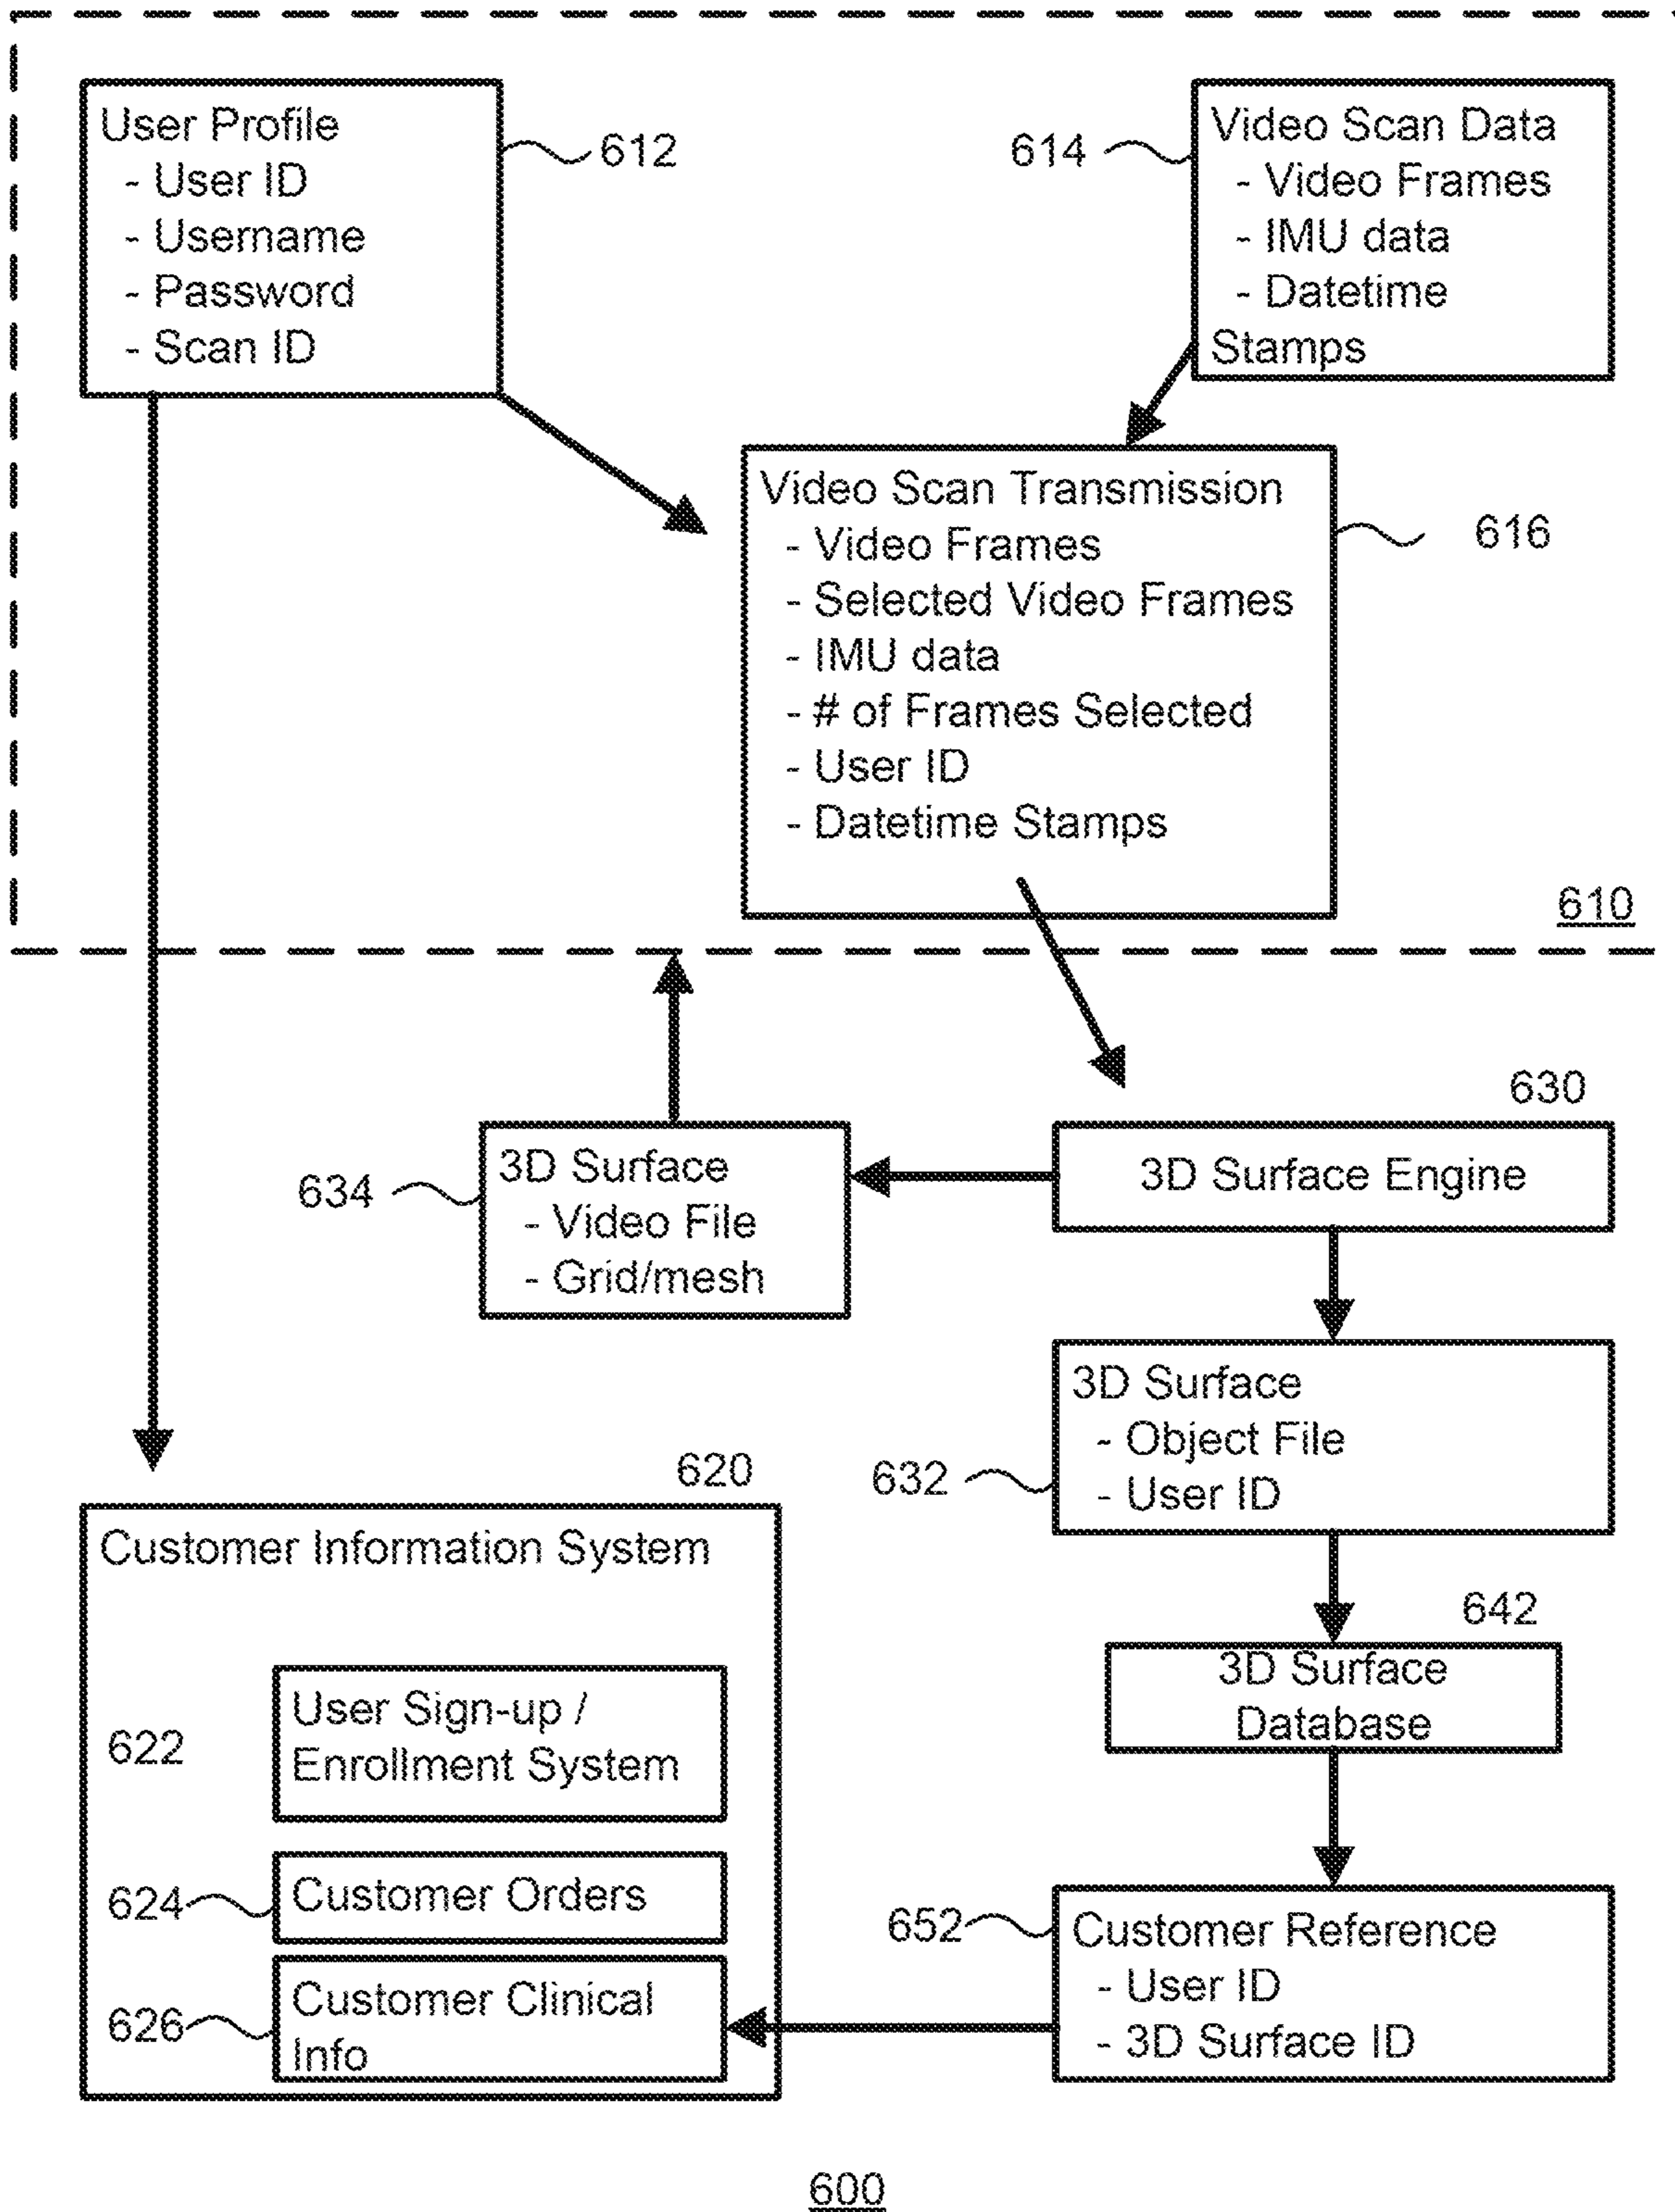 User Profile
- User ID
- Username
- Password
- Scan ID
612
614
Video Scan Data
- Video Frames
- IMU data
- Datetime
Stamps
Video Scan Transmission
- Video Frames
- Selected Video Frames
- IMU data
- # of Frames Selected
- User ID
- Datetime Stamps
616
610
630
3D Surface Engine
634
3D Surface
- Video File
- Grid/mesh
632
3D Surface
- Object File
- User ID
642
3D Surface
Database
652
Customer Reference
- User ID
- 3D Surface ID
620
Customer Information System
622
User Sign-up /
Enrollment System
624
Customer Orders
626
Customer Clinical
Info
600